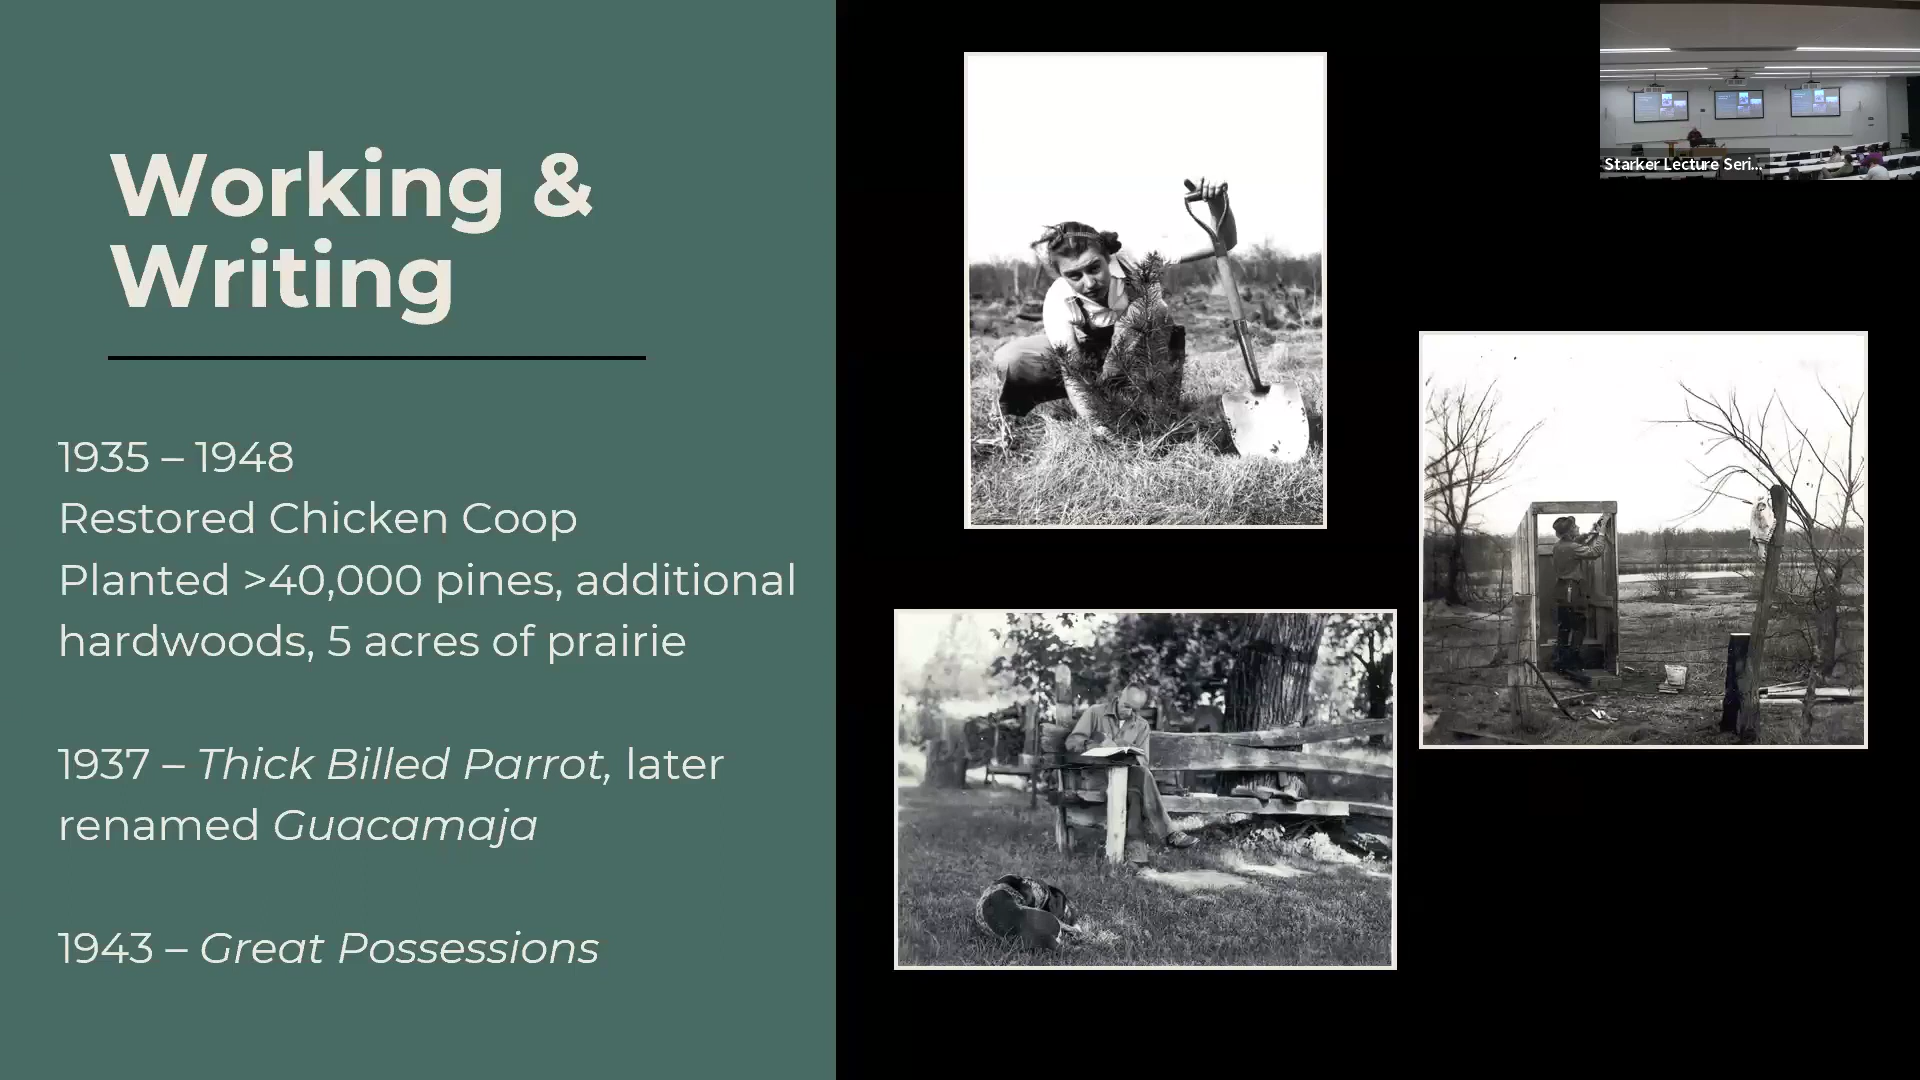 Working &
Writing
1935 – 1948
Restored Chicken Coop
Planted >40,000 pines, additional
hardwoods, 5 acres of prairie
1937 – Thick Billed Parrot, later
renamed Guacamaja
1943 – Great Possessions
Starker Lecture Seri...